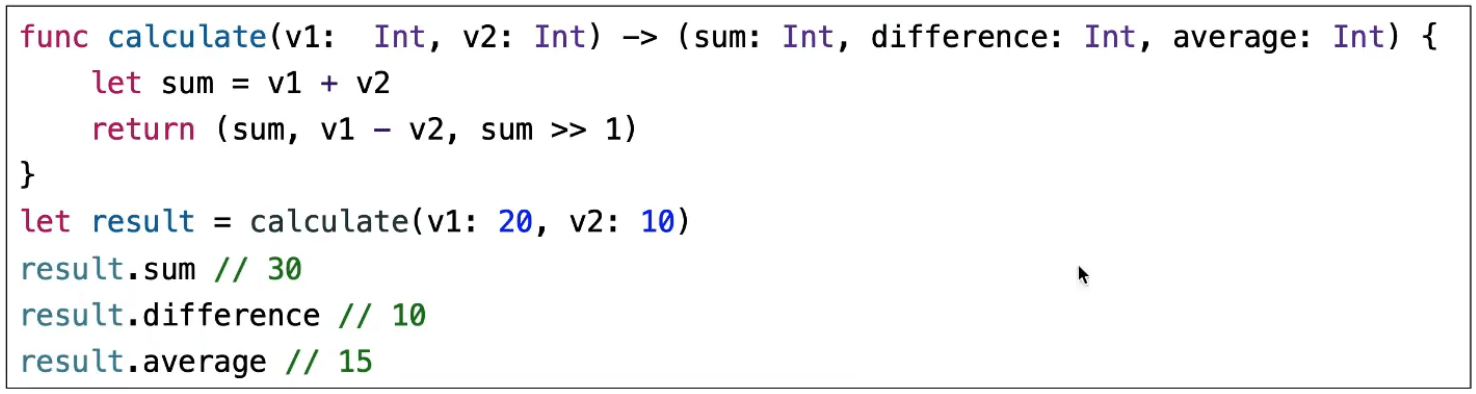 func calculate(v1:  Int, v2: Int) -> (sum: Int, difference: Int, average: Int) {
    let sum = v1 + v2
    return (sum, v1 - v2, sum >> 1)
}
let result = calculate(v1: 20, v2: 10)
result.sum // 30
result.difference // 10
result.average // 15